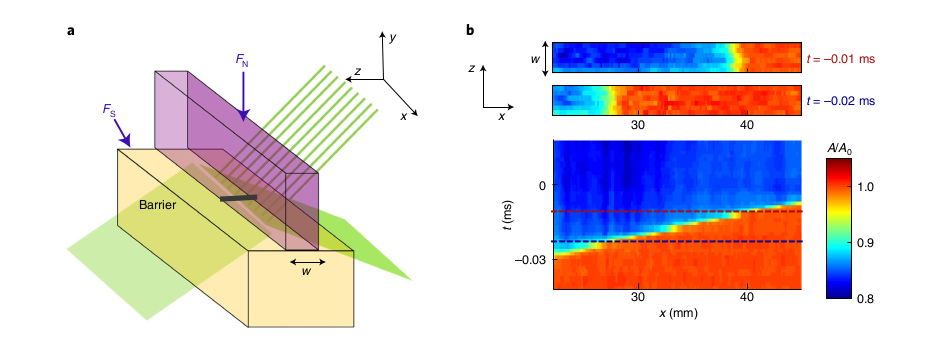 a
y
F_N
z
x
F_S
Barrier
w
b
w
z
x
t = −0.01 ms
t = −0.02 ms
30 40
A/A_0
1.0
0.9
0.8
t (ms)
0
−0.03
30 40
x (mm)